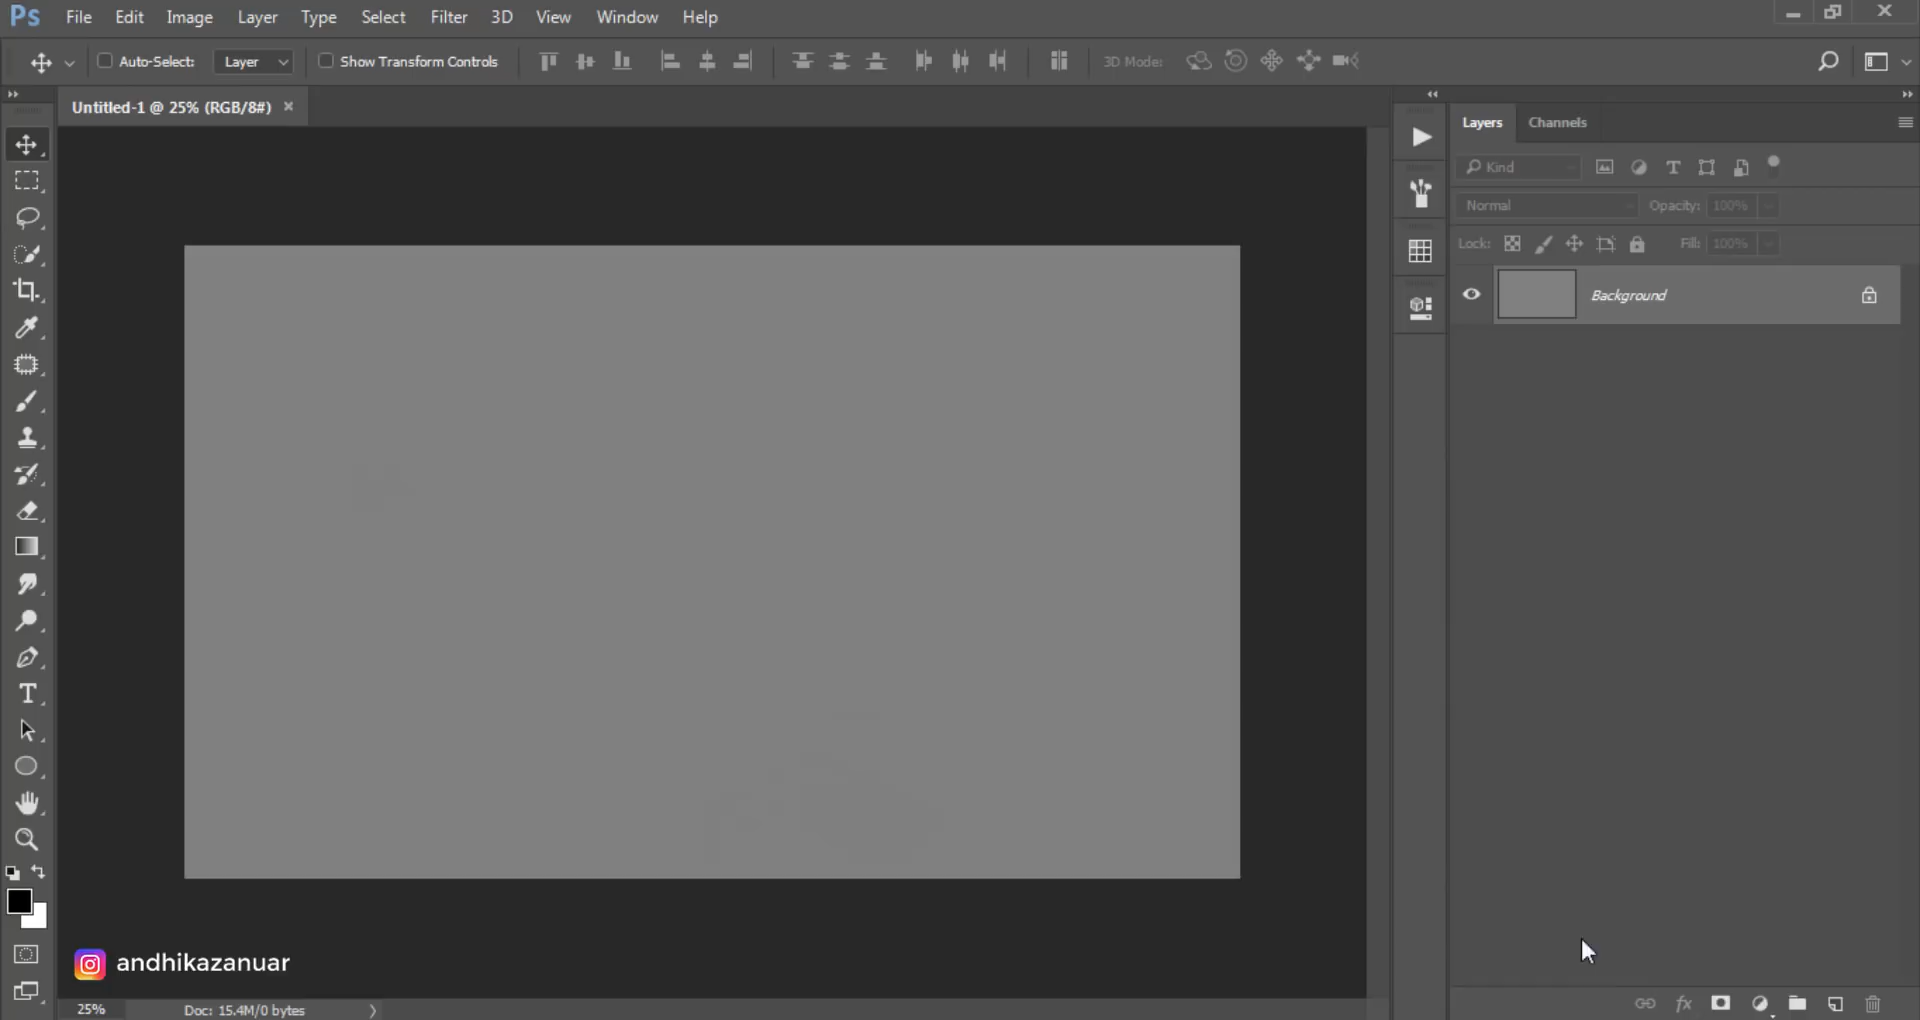 Ps File Edit Image Layer Type Select Filter 3D View Window Help
Auto-Select: Layer Show Transform Controls 3D Mode:
Untitled-1 @ 25% (RGB/8#)
Layers Channels
Kind
Normal Opacity: 100%
Lock: Fill: 100%
Background
andhikazanuar
25% Doc: 15.4M/0 bytes